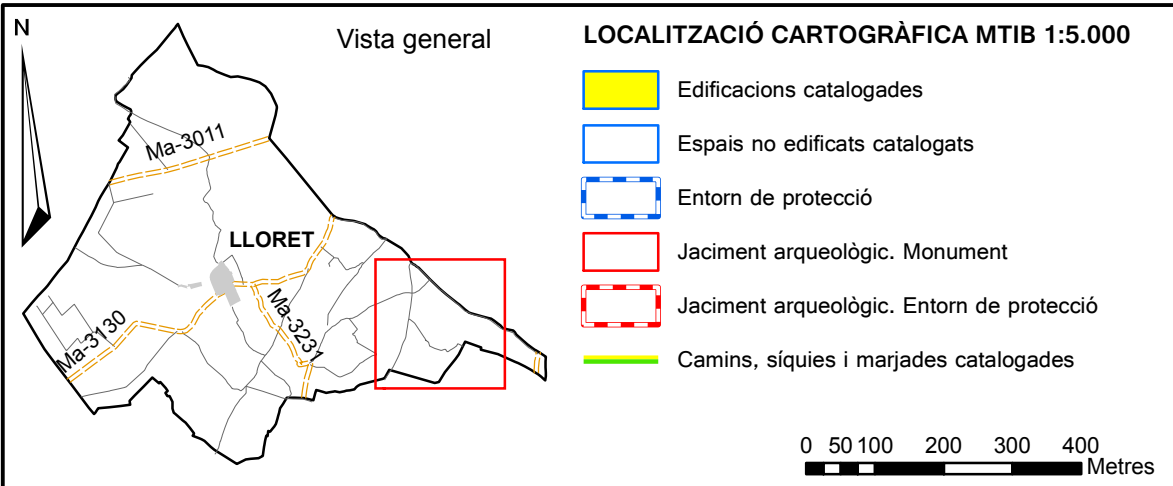 N
Vista general
Ma-3011
LLORET
Ma-3130
Ma-3231
LOCALITZACIÓ CARTOGRÀFICA MTIB 1:5.000
Edificacions catalogades
Espais no edificats catalogats
Entorn de protecció
Jaciment arqueològic. Monument
Jaciment arqueològic. Entorn de protecció
Camins, síquies i marjades catalogades
0 50 100 200 300 400
Metres